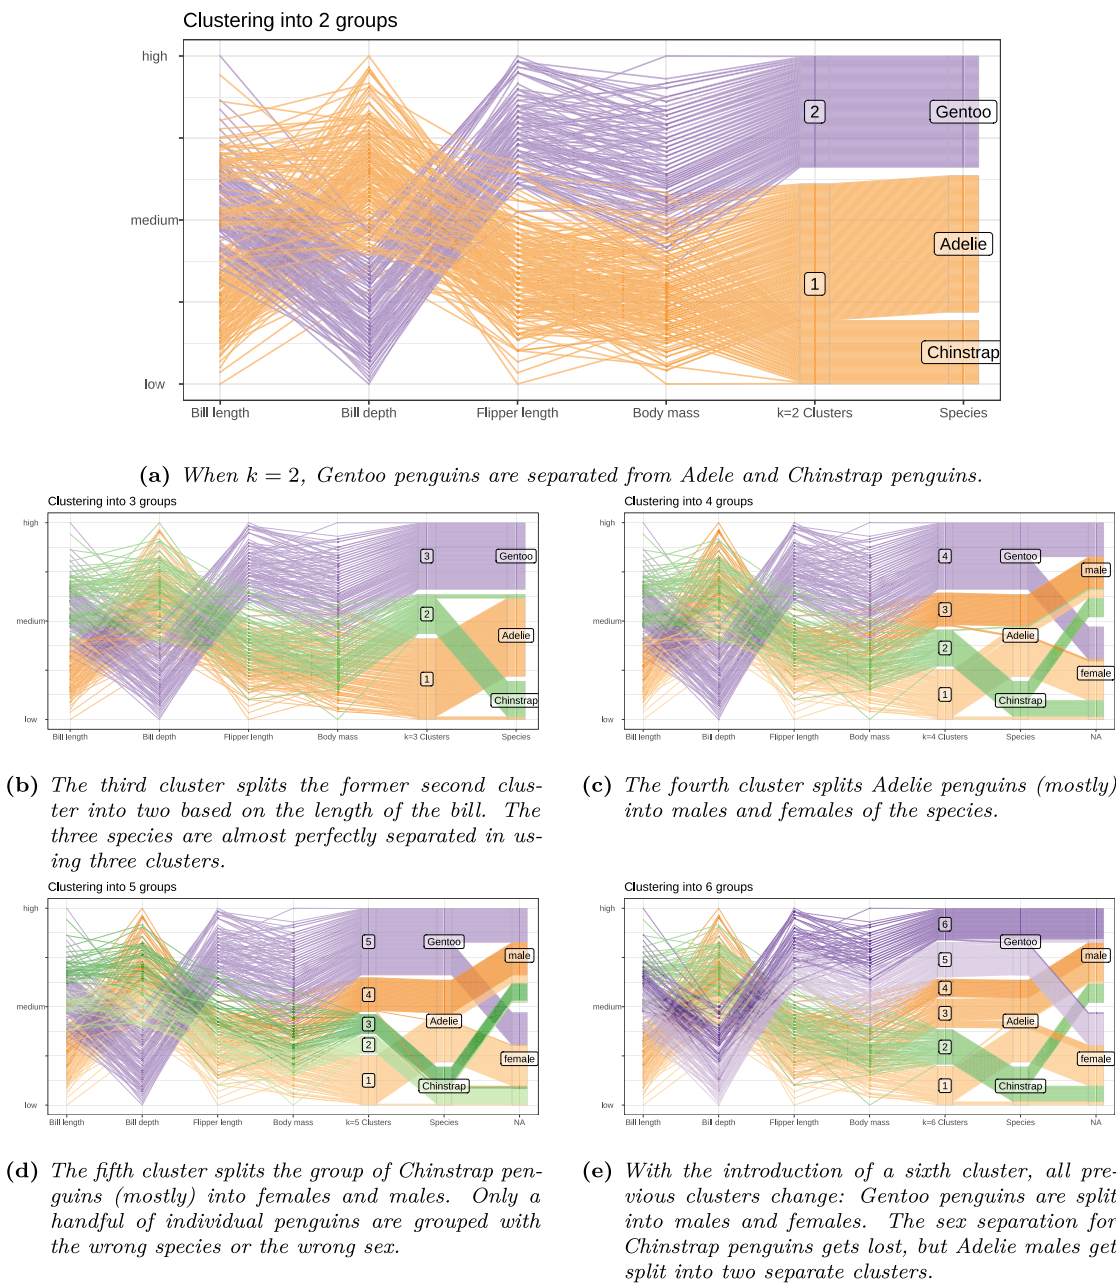 Clustering into 2 groups
high
medium
low
2
1
Gentoo
Adelie
Chinstrap
Bill length Bill depth Flipper length Body mass k=2 Clusters Species
(a) When k = 2, Gentoo penguins are separated from Adele and Chinstrap penguins.
Clustering into 3 groups
high
medium
low
3
2
1
Gentoo
Adelie
Chinstrap
Bill length Bill depth Flipper length Body mass k=3 Clusters Species
(b) The third cluster splits the former second clus-
ter into two based on the length of the bill. The
three species are almost perfectly separated in us-
ing three clusters.
Clustering into 4 groups
high
medium
low
4
3
2
1
Gentoo
Adelie
Chinstrap
male
female
Bill length Bill depth Flipper length Body mass k=4 Clusters Species NA
(c) The fourth cluster splits Adelie penguins (mostly)
into males and females of the species.
Clustering into 5 groups
high
medium
low
5
4
3
2
1
Gentoo
Adelie
Chinstrap
male
female
Bill length Bill depth Flipper length Body mass k=5 Clusters Species NA
(d) The fifth cluster splits the group of Chinstrap pen-
guins (mostly) into females and males. Only a
handful of individual penguins are grouped with
the wrong species or the wrong sex.
Clustering into 6 groups
high
medium
low
6
5
4
3
2
1
Gentoo
Adelie
Chinstrap
male
female
Bill length Bill depth Flipper length Body mass k=6 Clusters Species NA
(e) With the introduction of a sixth cluster, all pre-
vious clusters change: Gentoo penguins are split
into males and females. The sex separation for
Chinstrap penguins gets lost, but Adelie males get
split into two separate clusters.